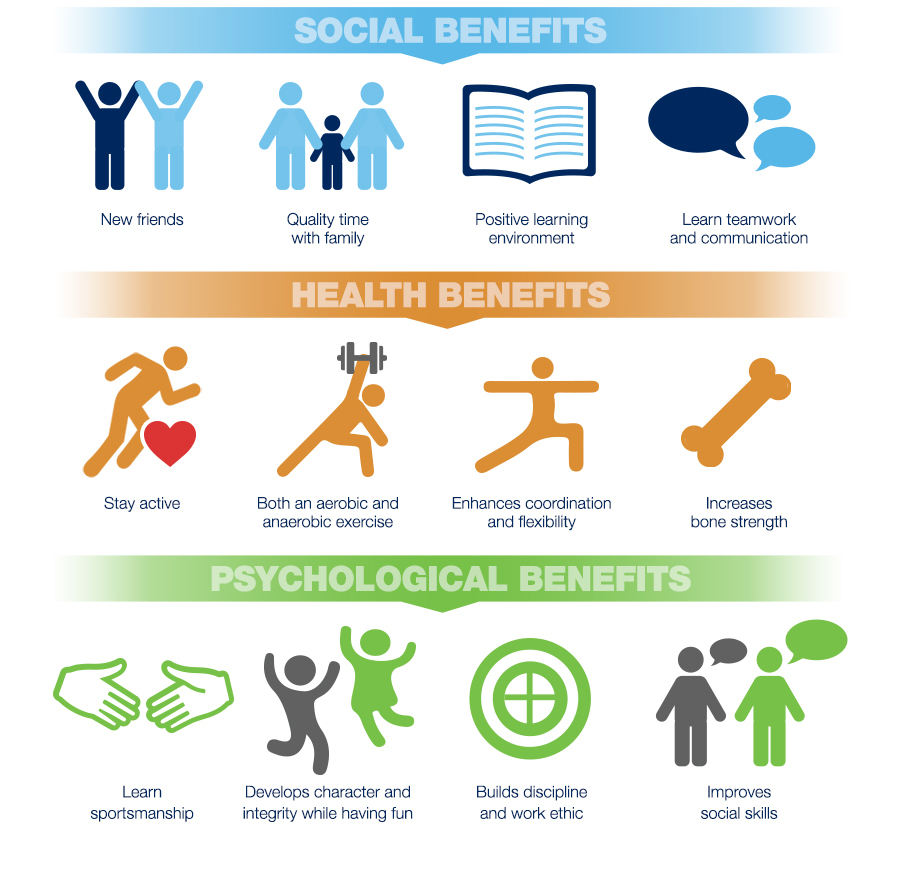 SOCIAL BENEFITS
New friends
Quality time
with family
Positive learning
environment
Learn teamwork
and communication
HEALTH BENEFITS
Stay active
Both an aerobic and
anaerobic exercise
Enhances coordination
and flexibility
Increases
bone strength
PSYCHOLOGICAL BENEFITS
Learn
sportsmanship
Develops character and
integrity while having fun
Builds discipline
and work ethic
Improves
social skills